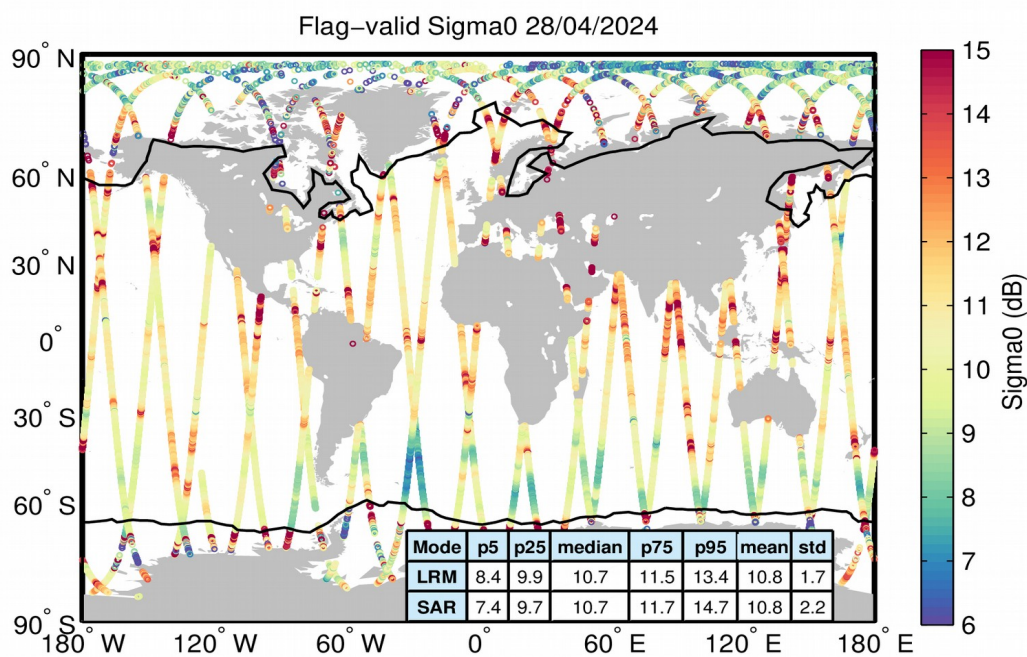 Flag-valid Sigma0 28/04/2024
90° N
60° N
30° N
0°
30° S
60° S
90° S
180° W
120° W
60° W
0°
60° E
120° E
180° E
15
14
13
12
11
10
9
8
7
6
Sigma0 (dB)
Mode p5 p25 median p75 p95 mean std
LRM 8.4 9.9 10.7 11.5 13.4 10.8 1.7
SAR 7.4 9.7 10.7 11.7 14.7 10.8 2.2